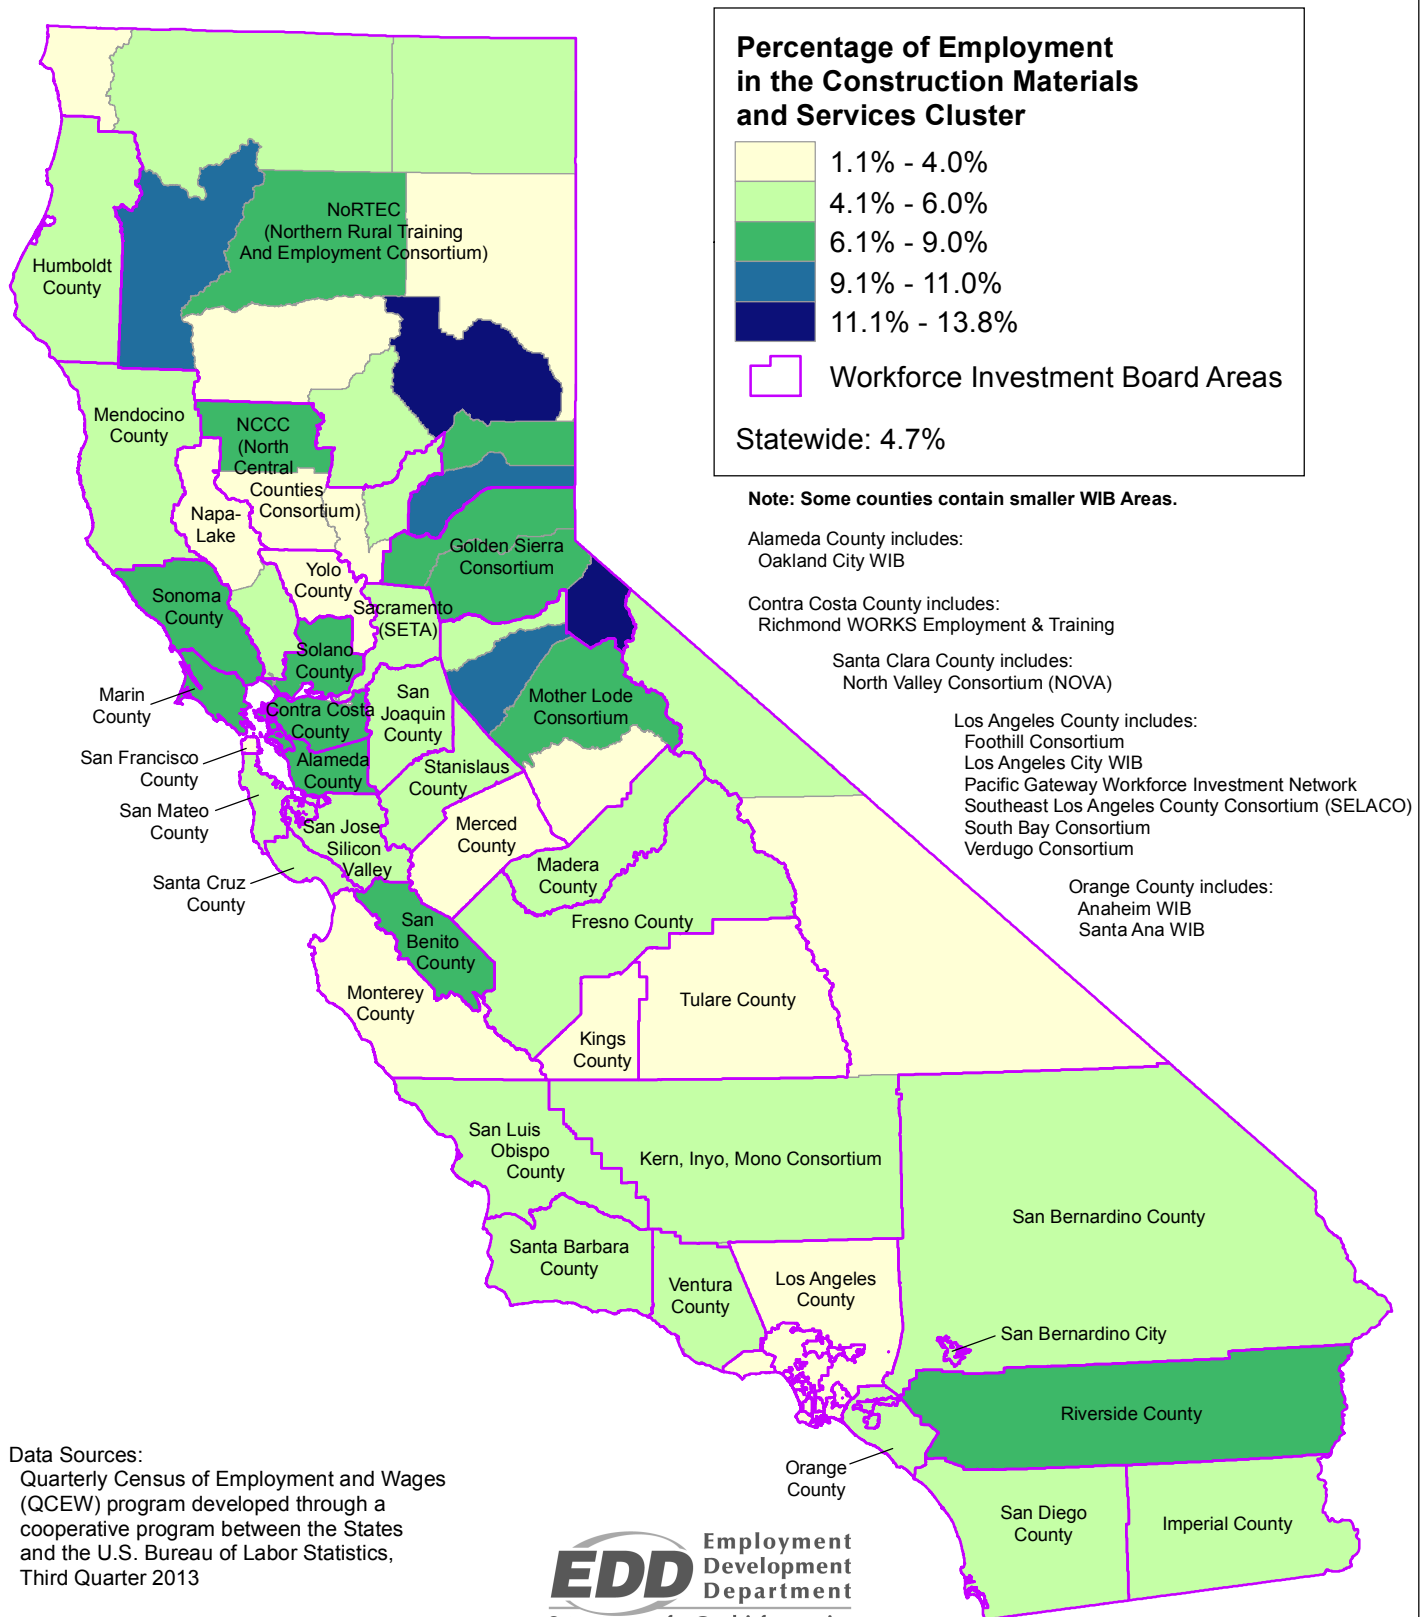 Percentage of Employment
in the Construction Materials
and Services Cluster
1.1% - 4.0%
4.1% - 6.0%
6.1% - 9.0%
9.1% - 11.0%
11.1% - 13.8%
Workforce Investment Board Areas
Statewide: 4.7%
Note: Some counties contain smaller WIB Areas.
Alameda County includes:
Oakland City WIB
Contra Costa County includes:
Richmond WORKS Employment & Training
Santa Clara County includes:
North Valley Consortium (NOVA)
Los Angeles County includes:
Foothill Consortium
Los Angeles City WIB
Pacific Gateway Workforce Investment Network
Southeast Los Angeles County Consortium (SELACO)
South Bay Consortium
Verdugo Consortium
Orange County includes:
Anaheim WIB
Santa Ana WIB
NoRTEC
(Northern Rural Training
And Employment Consortium)
Humboldt
County
Mendocino
County
NCCC
(North
Central
Counties
Consortium)
Napa-
Lake
Golden Sierra
Consortium
Yolo
County
Sonoma
County
Sacramento
(SETA)
Solano
County
Marin
County
Contra Costa
County
San
Joaquin
County
Mother Lode
Consortium
San Francisco
County
Alameda
County
Stanislaus
County
San Mateo
County
San Jose
Silicon
Valley
Merced
County
Santa Cruz
County
Madera
County
San
Benito
County
Fresno County
Monterey
County
Kings
County
Tulare County
San Luis
Obispo
County
Kern, Inyo, Mono Consortium
San Bernardino County
Santa Barbara
County
Ventura
County
Los Angeles
County
San Bernardino City
Riverside County
Orange
County
San Diego
County
Imperial County
Data Sources:
Quarterly Census of Employment and Wages
(QCEW) program developed through a
cooperative program between the States
and the U.S. Bureau of Labor Statistics,
Third Quarter 2013
EDD
Employment
Development
Department